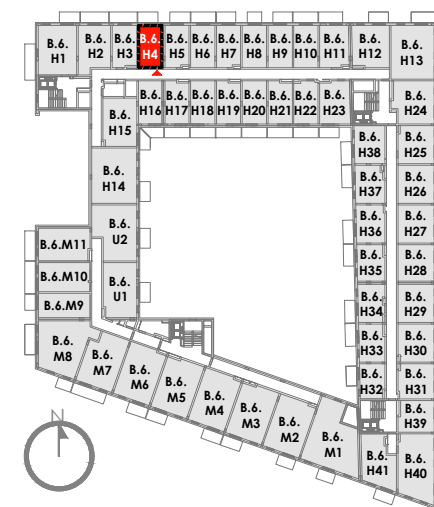 B.6. H1
B.6. H2
B.6. H3
B.6. H4
B.6. H5
B.6. H6
B.6. H7
B.6. H8
B.6. H9
B.6. H10
B.6. H11
B.6. H12
B.6. H13
B.6. H15
B.6. H16
B.6. H17
B.6. H18
B.6. H19
B.6. H20
B.6. H21
B.6. H22
B.6. H23
B.6. H24
B.6. H38
B.6. H25
B.6. H14
B.6. H37
B.6. H26
B.6. U2
B.6. H36
B.6. H27
B.6.M11
B.6. H35
B.6. H28
B.6.M10
B.6. U1
B.6. H34
B.6. H29
B.6.M9
B.6. M8
B.6. M7
B.6. H33
B.6. H30
B.6. M6
B.6. M5
B.6. H32
B.6. H31
B.6. M4
B.6. M3
B.6. M2
B.6. M1
B.6. H39
N
B.6. H41
B.6. H40